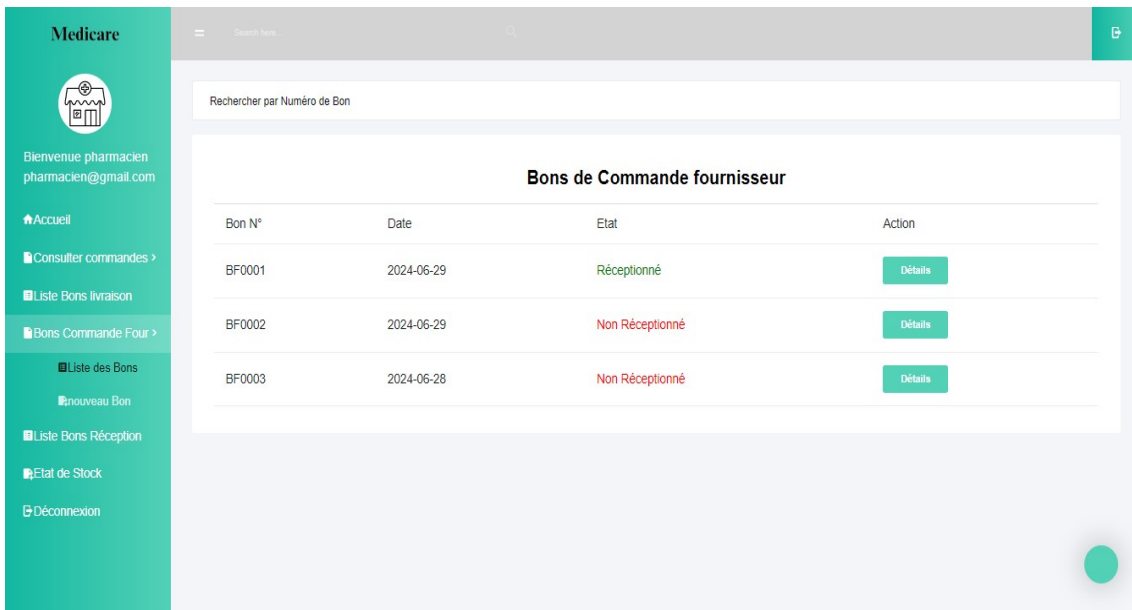 Medicare
Search here..
Bienvenue pharmacien
pharmacien@gmail.com
Accueil
Consulter commandes >
Liste Bons livraison
Bons Commande Four >
Liste des Bons
nouveau Bon
Liste Bons Réception
Etat de Stock
Déconnexion
Rechercher par Numéro de Bon
Bons de Commande fournisseur
Bon N° Date Etat Action
BF0001 2024-06-29 Réceptionné Détails
BF0002 2024-06-29 Non Réceptionné Détails
BF0003 2024-06-28 Non Réceptionné Détails